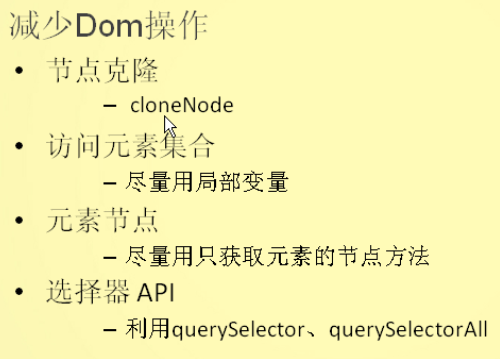 减少Dom操作
• 节点克隆
– cloneNode
• 访问元素集合
– 尽量用局部变量
• 元素节点
– 尽量用只获取元素的节点方法
• 选择器 API
– 利用querySelector、querySelectorAll